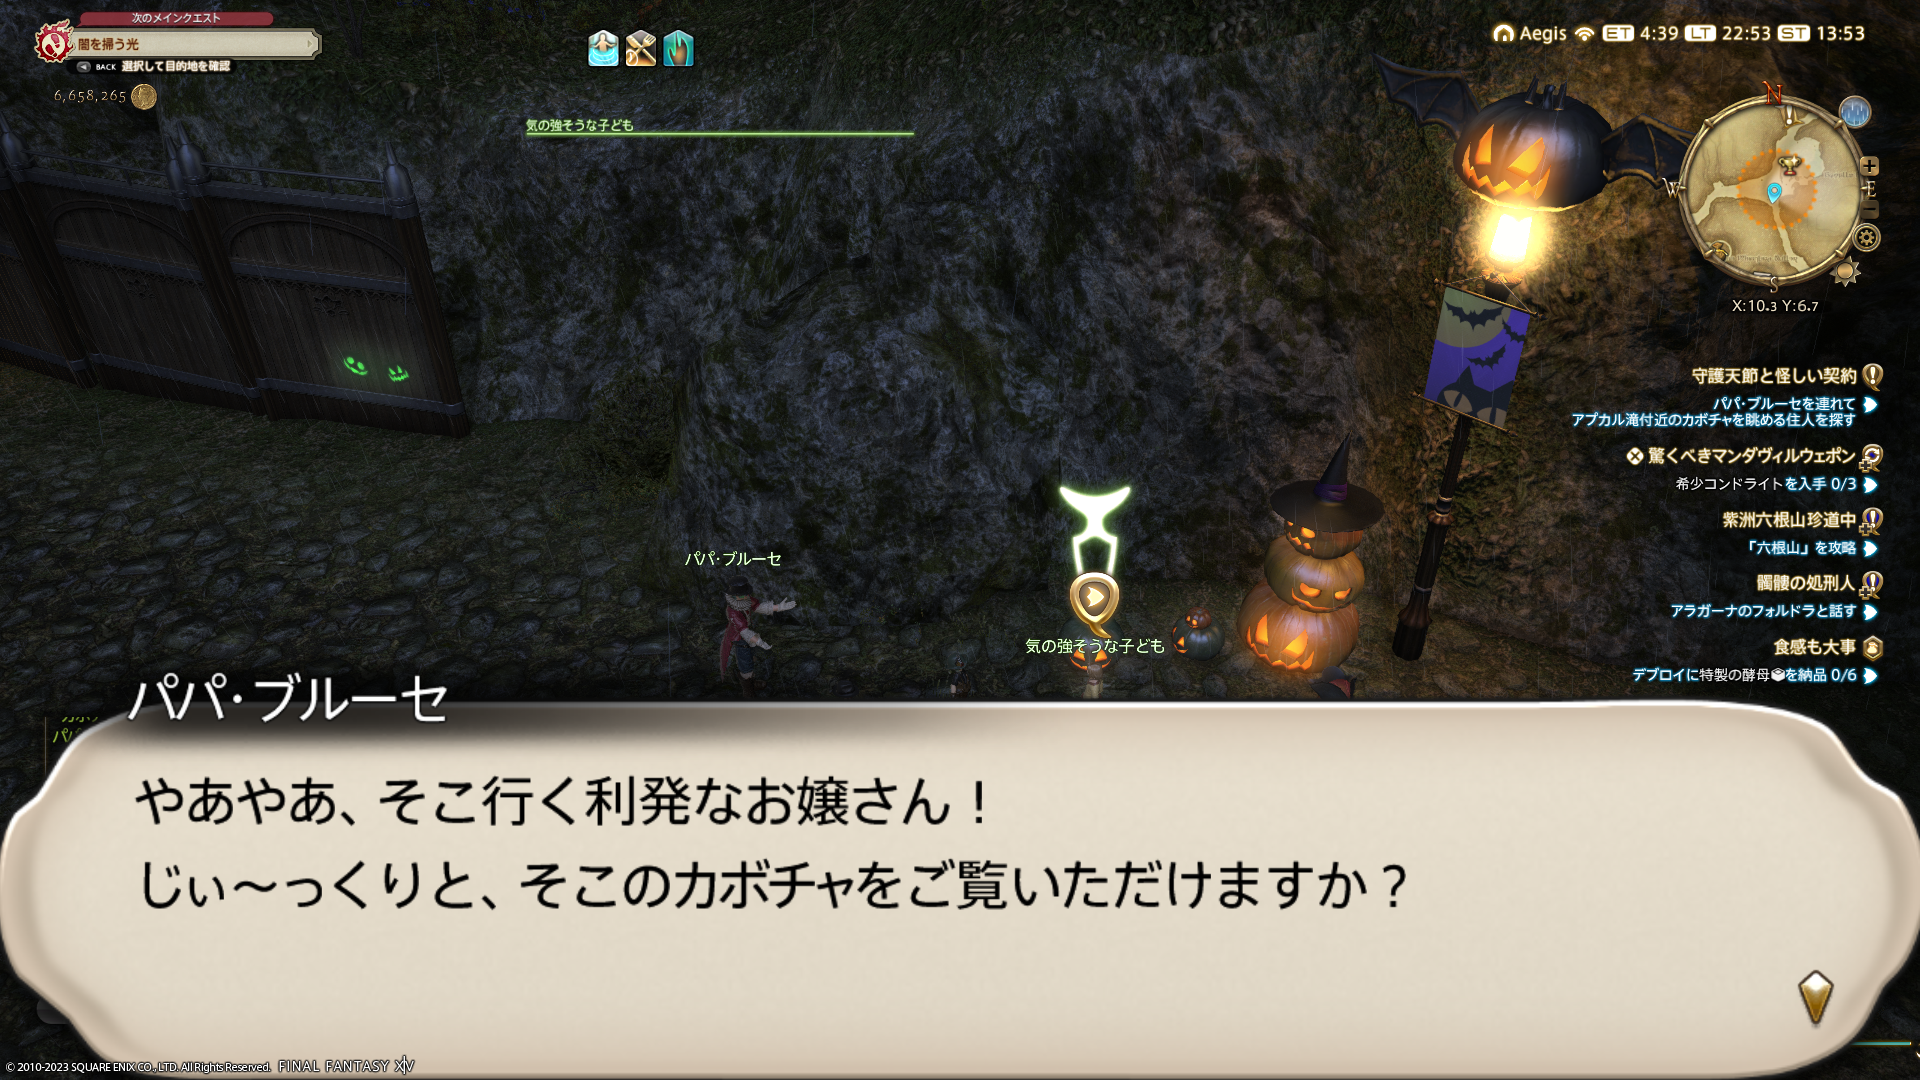 次のメインクエスト
闇を掃う光
BACK 選択して目的地を確認
6,658,265
気の強そうな子ども
Aegis ET 4:39 LT 22:53 ST 13:53
N
W
E
S
X:10.3 Y:6.7
守護天節と怪しい契約
パパ・ブルーセを連れて
アプカル滝付近のカボチャを眺める住人を探す
驚くべきマンダヴィルウェポン
希少コンドライトを入手 0/3
紫洲六根山珍道中
「六根山」を攻略
髑髏の処刑人
アラガーナのフォルドラと話す
食感も大事
デブロイに特製の酵母を納品 0/6
パパ・ブルーセ
気の強そうな子ども
パパ・ブルーセ
やあやあ、そこ行く利発なお嬢さん！
じぃ～っくりと、そこのカボチャをご覧いただけますか？
© 2010-2023 SQUARE ENIX CO., LTD. All Rights Reserved. FINAL FANTASY XIV